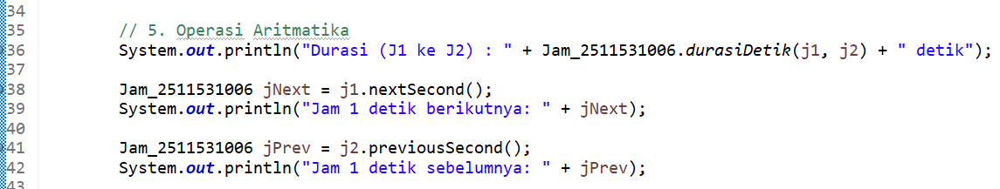 34
35 // 5. Operasi Aritmatika
36 System.out.println("Durasi (J1 ke J2) : " + Jam_2511531006.durasiDetik(j1, j2) + " detik");
37
38 Jam_2511531006 jNext = j1.nextSecond();
39 System.out.println("Jam 1 detik berikutnya: " + jNext);
40
41 Jam_2511531006 jPrev = j2.previousSecond();
42 System.out.println("Jam 1 detik sebelumnya: " + jPrev);
43